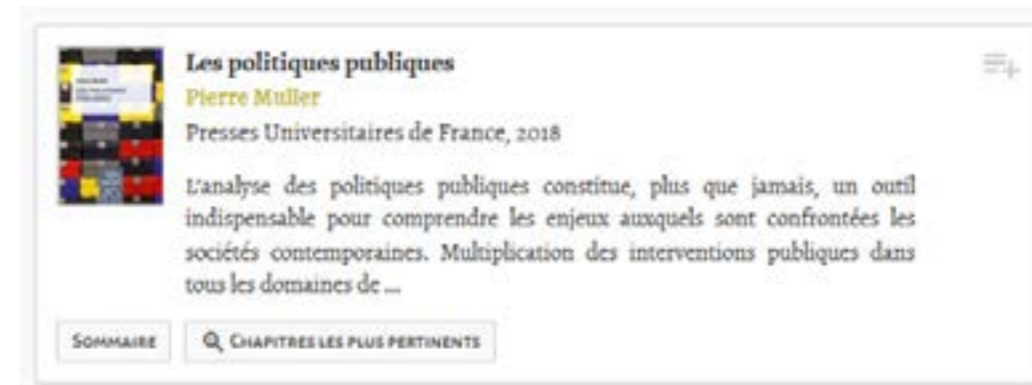 Les politiques publiques
Pierre Muller
Presses Universitaires de France, 2018
L'analyse des politiques publiques constitue, plus que jamais, un outil
indispensable pour comprendre les enjeux auxquels sont confrontées les
sociétés contemporaines. Multiplication des interventions publiques dans
tous les domaines de ...
SOMMAIRE
CHAPITRES LES PLUS PERTINENTS